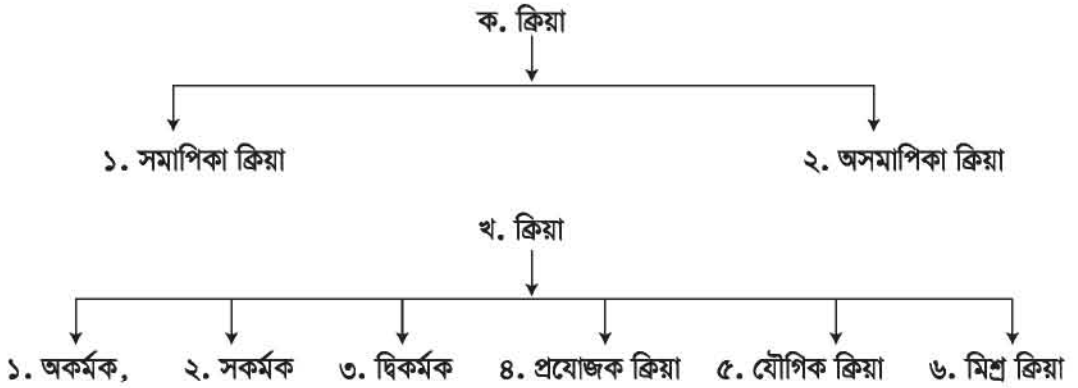 ক. ক্রিয়া
১. সমাপিকা ক্রিয়া ২. অসমাপিকা ক্রিয়া
খ. ক্রিয়া
১. অকর্মক, ২. সকর্মক ৩. দ্বিকর্মক ৪. প্রযোজক ক্রিয়া ৫. যৌগিক ক্রিয়া ৬. মিশ্র ক্রিয়া